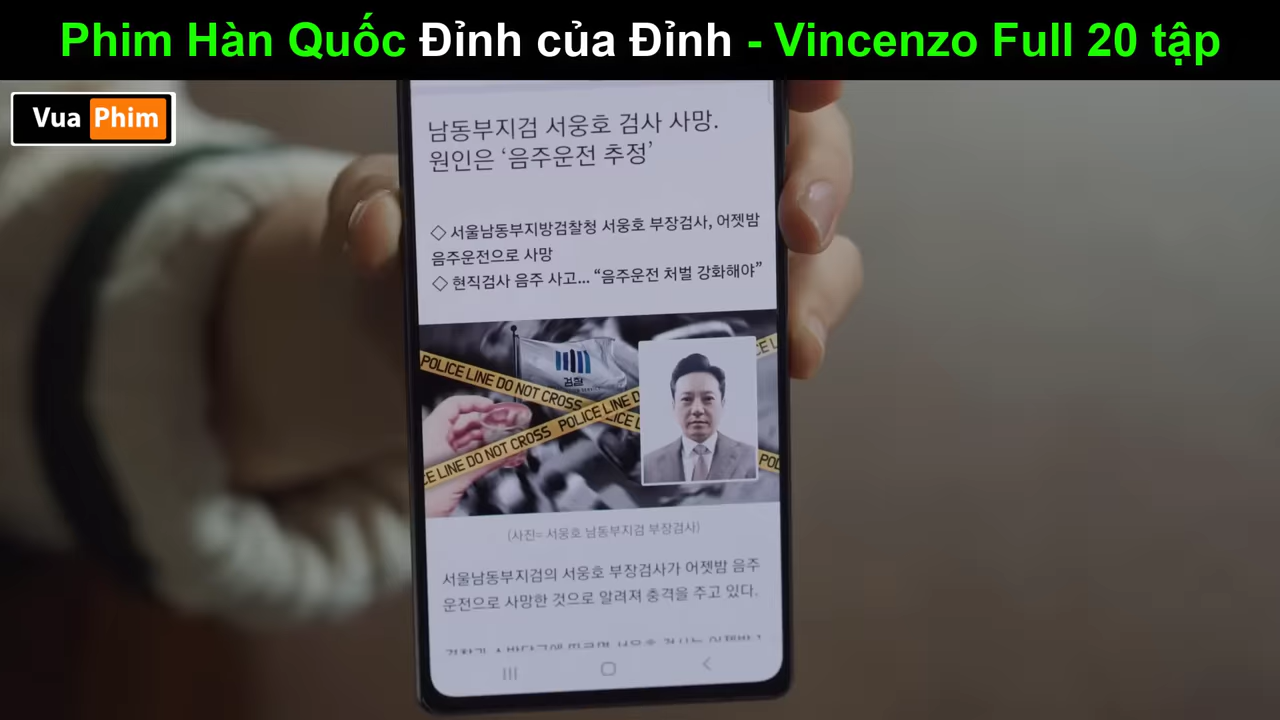 Phim Hàn Quốc Đỉnh của Đỉnh - Vincenzo Full 20 tập
Vua Phim
남동부지검 서웅호 검사 사망.
원인은 ‘음주운전 추정’
◇ 서울남동부지방검찰청 서웅호 부장검사, 어젯밤
음주운전으로 사망
◇ 현직검사 음주 사고... “음주운전 처벌 강화해야”
검찰
POLICE LINE DO NOT CROSS
POLICE LINE D
ICE L
CE LINE DO NOT CROSS
CE L
POL
(사진= 서웅호 남동부지검 부장검사)
서울남동부지검의 서웅호 부장검사가 어젯밤 음주
운전으로 사망한 것으로 알려져 충격을 주고 있다.